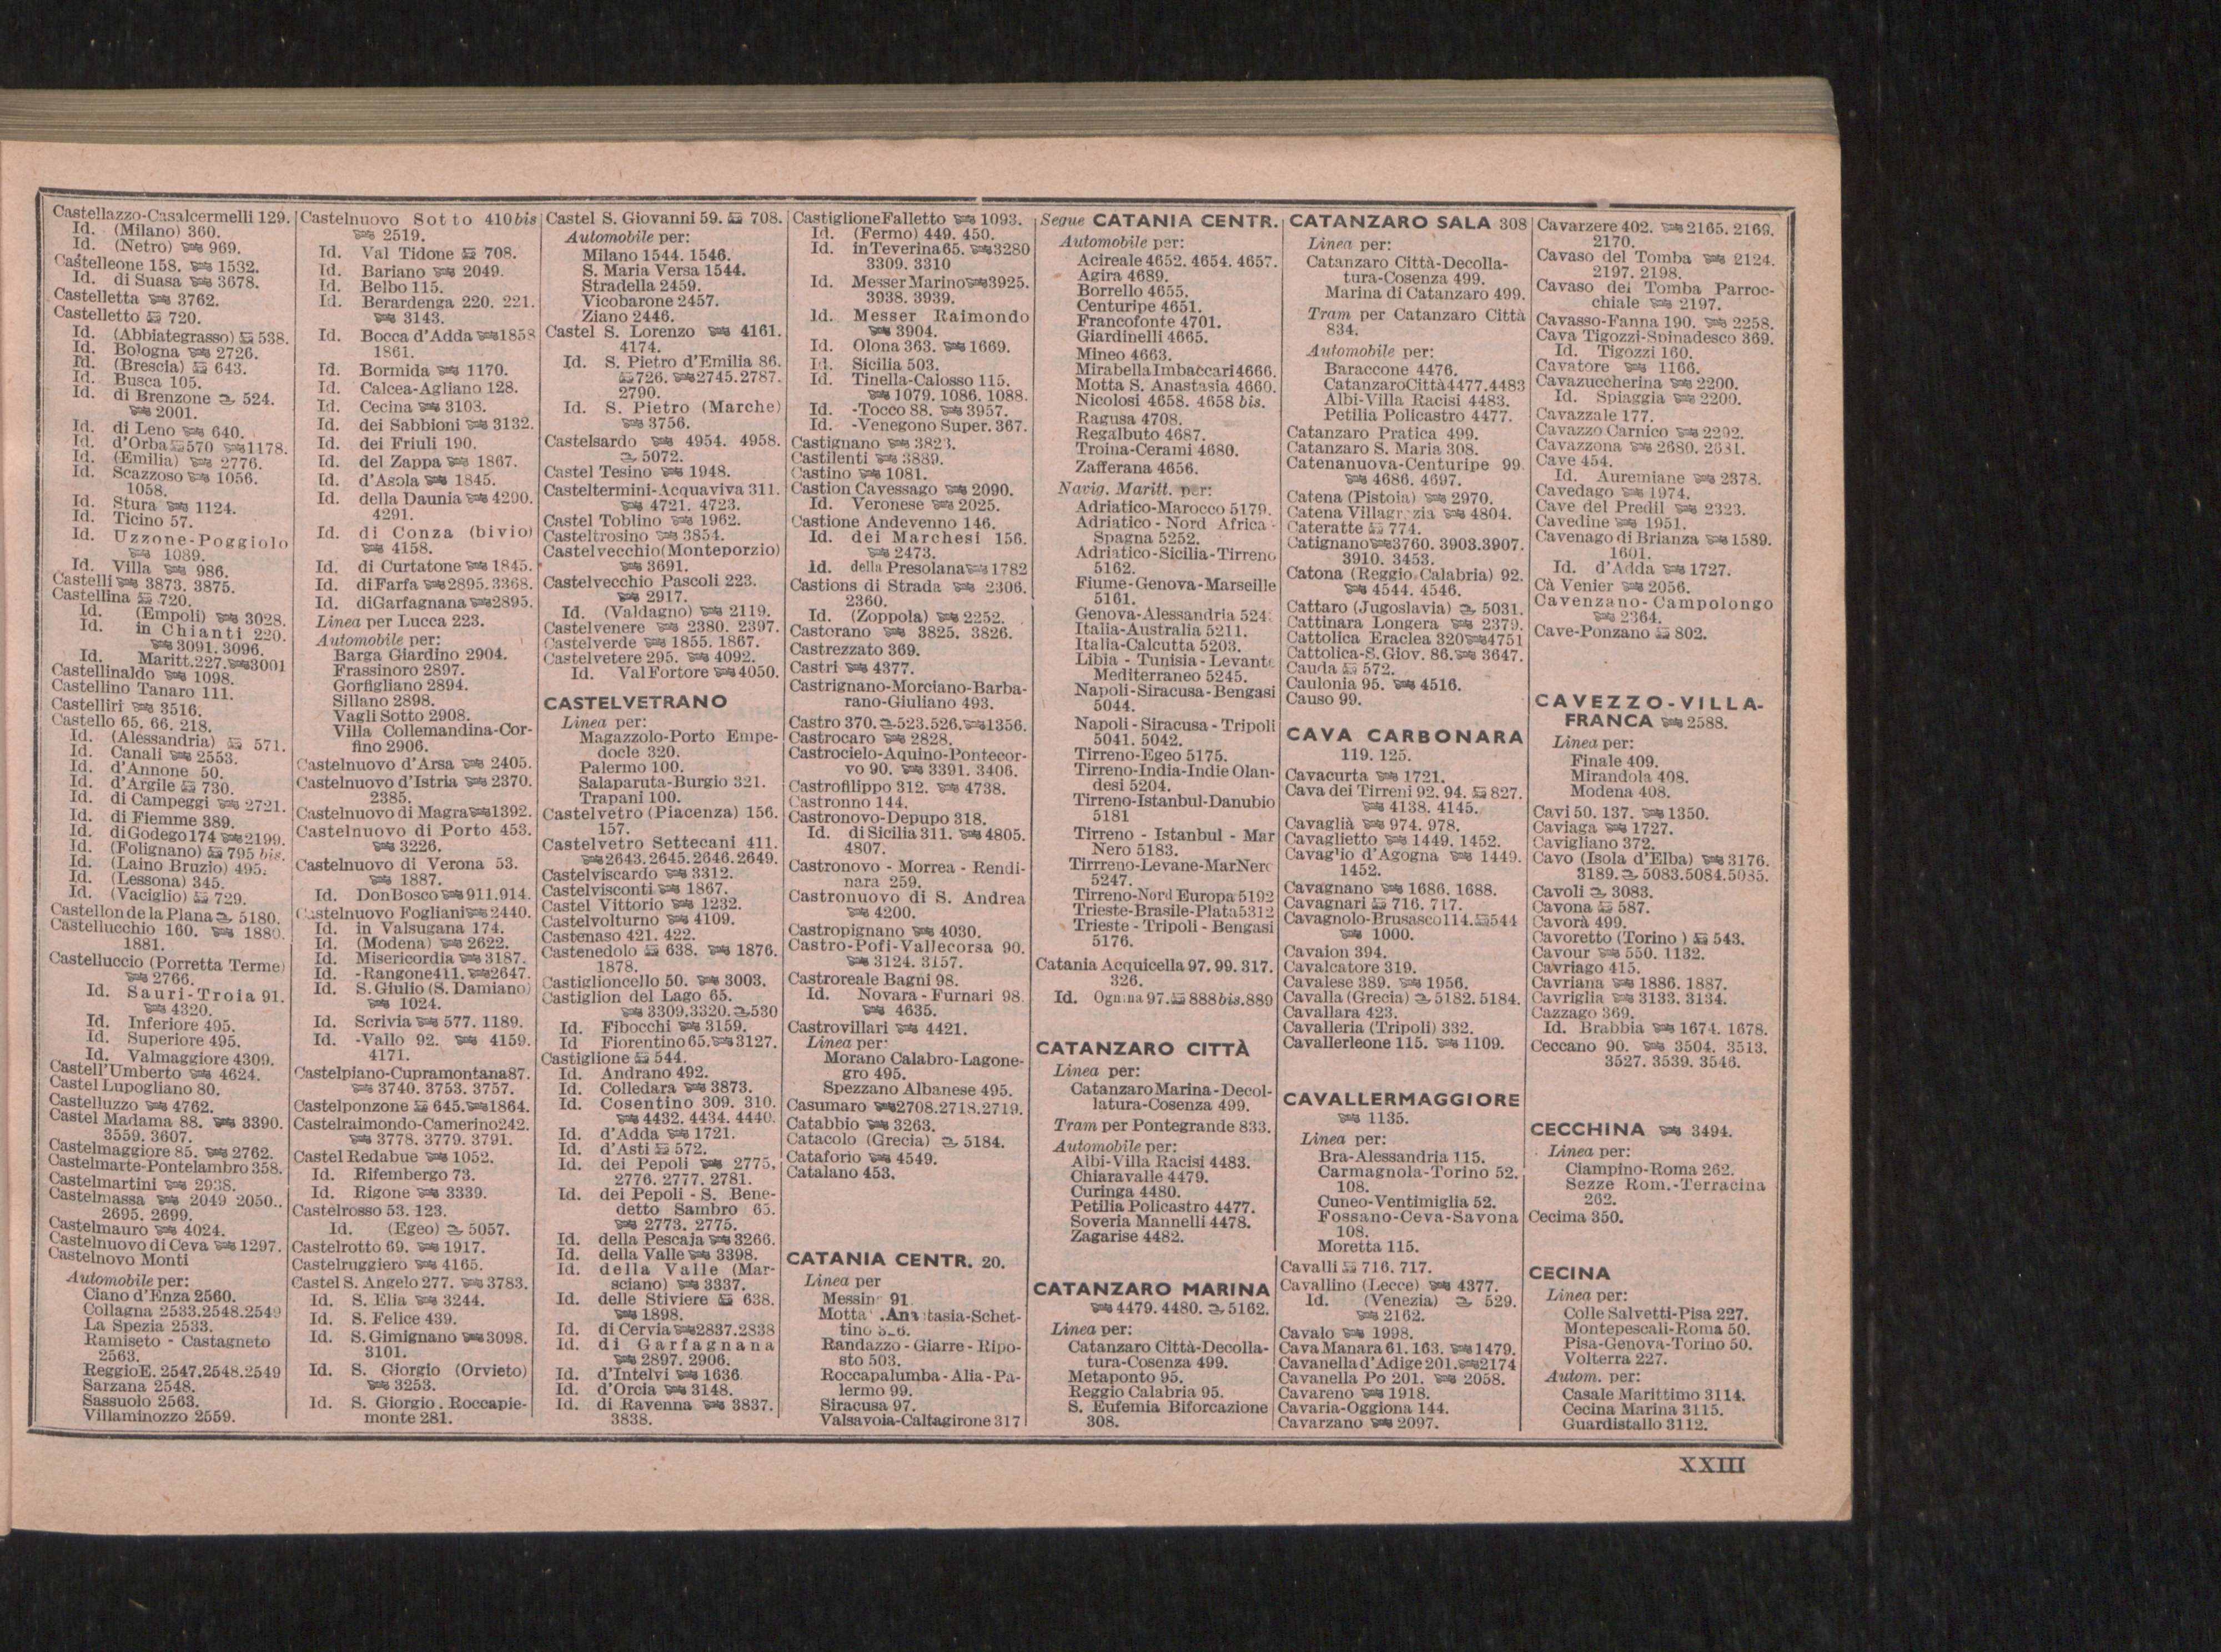 Castellazzo-Casalcermelli 129.
Id. (Milano) 360.
Id. (Netro) 969.
Castelleone 158. 1532.
Id. di Suasa 3678.
Castelletta 3762.
Castelletto 720.
Id. (Abbiategrasso) 538.
Id. Bologna 2726.
Id. (Brescia) 643.
Id. Busca 105.
Id. di Brenzone 524.
2001.
Id. di Leno 640.
Id. d'Orba 570 1178.
Id. (Emilia) 2776.
Id. Scazzoso 1056.
1058.
Id. Stura 1124.
Id. Ticino 57.
Id. Uzzone-Poggiolo
1089.
Id. Villa 986.
Castelli 3873. 3875.
Castellina 720.
Id. (Empoli) 3028.
Id. in Chianti 220.
3091. 3096.
Id. Maritt. 227. 3001
Castellinaldo 1098.
Castellino Tanaro 111.
Castelliri 3516.
Castello 65. 66. 218.
Id. (Alessandria) 571.
Id. Canali 2553.
Id. d'Annone 50.
Id. d'Argile 730.
Id. di Campeggi 2721.
Id. di Fiemme 389.
Id. di Godego 174 2199.
Id. (Folignano) 795 bis.
Id. (Laino Bruzio) 495.
Id. (Lessona) 345.
Id. (Vaciglio) 729.
Castellon de la Plana 5180.
Castellucchio 160. 1880.
1881.
Castelluccio (Porretta Terme)
2766.
Id. Sauri-Troia 91.
4320.
Id. Inferiore 495.
Id. Superiore 495.
Id. Valmaggiore 4309.
Castell'Umberto 4624.
Castel Lupogliano 80.
Castelluzzo 4762.
Castel Madama 88. 3390.
3559. 3607.
Castelmaggiore 85. 2762.
Castelmarte-Pontelambro 358.
Castelmartini 2938.
Castelmassa 2049 2050.
2695. 2699.
Castelmauro 4024.
Castelnuovo di Ceva 1297.
Castelnovo Monti
Automobile per:
Ciano d'Enza 2560.
Collagna 2533.2548.2549
La Spezia 2533.
Ramiseto - Castagneto
2563.
Reggio E. 2547.2548.2549
Sarzana 2548.
Sassuolo 2563.
Villaminozzo 2559.
Castelnuovo Sotto 410 bis
2519.
Id. Val Tidone 708.
Id. Bariano 2049.
Id. Belbo 115.
Id. Berardenga 220. 221.
3143.
Id. Bocca d'Adda 1858
1861.
Id. Bormida 1170.
Id. Calcea-Agliano 128.
Id. Cecina 3103.
Id. dei Sabbioni 3132.
Id. dei Friuli 190.
Id. del Zappa 1867.
Id. d'Asola 1845.
Id. della Daunia 4290.
4291.
Id. di Conza (bivio)
4158.
Id. di Curtatone 1845.
Id. di Farfa 2895. 3368.
Id. di Garfagnana 2895.
Linea per Lucca 223.
Automobile per:
Barga Giardino 2904.
Frassinoro 2897.
Gorfigliano 2894.
Sillano 2898.
Vagli Sotto 2908.
Villa Collemandina-Cor-
fino 2906.
Castelnuovo d'Arsa 2405.
Castelnuovo d'Istria 2370.
2385.
Castelnuovo di Magra 1392.
Castelnuovo di Porto 453.
3226.
Castelnuovo di Verona 53.
1887.
Id. Don Bosco 911.914.
Castelnuovo Fogliani 2440.
Id. in Valsugana 174.
Id. (Modena) 2622.
Id. Misericordia 3187.
Id. -Rangone 411. 2647.
Id. S. Giulio (S. Damiano)
1024.
Id. Scrivia 577. 1189.
Id. -Vallo 92. 4159.
4171.
Castelpiano-Cupramontana 87.
3740. 3753. 3757.
Castelponzone 645. 1864.
Castelraimondo-Camerino 242.
3778. 3779. 3791.
Castel Redabue 1052.
Id. Rifembergo 73.
Id. Rigone 3339.
Castelrosso 53. 123.
Id. (Egeo) 5057.
Castelrotto 69. 1917.
Castelruggiero 4165.
Castel S. Angelo 277. 3783.
Id. S. Elia 3244.
Id. S. Felice 439.
Id. S. Gimignano 3098.
3101.
Id. S. Giorgio (Orvieto)
3253.
Id. S. Giorgio. Roccapie-
monte 281.
Castel S. Giovanni 59. 708.
Automobile per:
Milano 1544. 1546.
S. Maria Versa 1544.
Stradella 2459.
Vicobarone 2457.
Ziano 2446.
Castel S. Lorenzo 4161.
4174.
Id. S. Pietro d'Emilia 86.
726. 2745.2787.
2790.
Id. S. Pietro (Marche)
3756.
Castelsardo 4954. 4958.
5072.
Castel Tesino 1948.
Casteltermini-Acquaviva 311.
4721. 4723.
Castel Toblino 1962.
Casteltrosino 3854.
Castelvecchio (Monteporzio)
3691.
Castelvecchio Pascoli 223.
2917.
Id. (Valdagno) 2119.
Castelvenere 2380. 2397.
Castelverde 1855. 1867.
Castelvetere 295. 4092.
Id. Val Fortore 4050.
CASTELVETRANO
Linea per:
Magazzolo-Porto Empe-
docle 320.
Palermo 100.
Salaparuta-Burgio 321.
Trapani 100.
Castelvetro (Piacenza) 156.
157.
Castelvetro Settecani 411.
2643. 2645. 2646. 2649.
Castelviscardo 3312.
Castelvisconti 1867.
Castel Vittorio 1232.
Castelvolturno 4109.
Castenaso 421. 422.
Castenedolo 638. 1876.
1878.
Castiglioncello 50. 3003.
Castiglion del Lago 65.
3309.3320. 530
Id. Fibocchi 3159.
Id Fiorentino 65. 3127.
Castiglione 544.
Id. Andrano 492.
Id. Colledara 3873.
Id. Cosentino 309. 310.
4432. 4434. 4440.
Id. d'Adda 1721.
Id. d'Asti 572.
Id. dei Pepoli 2775.
2776. 2777. 2781.
Id. dei Pepoli - S. Bene-
detto Sambro 65.
2773. 2775.
Id. della Pescaja 3266.
Id. della Valle 3398.
Id. della Valle (Mar-
sciano) 3337.
Id. delle Stiviere 638.
1898.
Id. di Cervia 2837.2838
Id. di Garfagnana
2897. 2906.
Id. d'Intelvi 1636
Id. d'Orcia 3148.
Id. di Ravenna 3837.
3838.
Castiglione Falletto 1093.
Id. (Fermo) 449. 450.
Id. in Teverina 65. 3280
3309. 3310
Id. Messer Marino 3925.
3938. 3939.
Id. Messer Raimondo
3904.
Id. Olona 363. 1669.
Id. Sicilia 503.
Id. Tinella-Calosso 115.
1079. 1086. 1088.
Id. -Tocco 88. 3957.
Id. -Venegono Super. 367.
Castignano 3823.
Castilenti 3889.
Castino 1081.
Castion Cavessago 2090.
Id. Veronese 2025.
Castione Andevenno 146.
Id. dei Marchesi 156.
2473.
Id. della Presolana 1782
Castions di Strada 2306.
2360.
Id. (Zoppola) 2252.
Castorano 3825. 3826.
Castrezzato 369.
Castri 4377.
Castrignano-Morciano-Barba-
rano-Giuliano 493.
Castro 370. 523.526. 1356.
Castrocaro 2828.
Castrocielo-Aquino-Pontecor-
vo 90. 3391. 3406.
Castrofilippo 312. 4738.
Castronno 144.
Castronovo-Depupo 318.
Id. di Sicilia 311. 4805.
4807.
Castronovo - Morrea - Rendi-
nara 259.
Castronuovo di S. Andrea
4200.
Castropignano 4030.
Castro-Pofi-Vallecorsa 90.
3124. 3157.
Castroreale Bagni 98.
Id. Novara - Furnari 98
4635.
Castrovillari 4421.
Linea per:
Morano Calabro-Lagone-
gro 495.
Spezzano Albanese 495.
Casumaro 2708.2718.2719.
Catabbio 3263.
Catacolo (Grecia) 5184.
Cataforio 4549.
Catalano 453.
CATANIA CENTR. 20.
Linea per
Messin 91
Motta Schet-
tino
Randazzo - Giarre - Ripo-
sto 503.
Roccapalumba - Alia - Pa-
lermo 99.
Siracusa 97.
Valsavoia-Caltagirone 317
Segue CATANIA CENTR.
Automobile per:
Acireale 4652. 4654. 4657.
Agira 4689.
Borrello 4655.
Centuripe 4651.
Francofonte 4701.
Giardinelli 4665.
Mineo 4663.
Mirabella Imbaccari 4666.
Motta S. Anastasia 4660.
Nicolosi 4658. 4658 bis.
Ragusa 4708.
Regalbuto 4687.
Troina-Cerami 4680.
Zafferana 4656.
Navig. Maritt. per:
Adriatico-Marocco 5179.
Adriatico - Nord Africa -
Spagna 5252.
Adriatico-Sicilia-Tirreno
5162.
Fiume-Genova-Marseille
5161.
Genova-Alessandria 524
Italia-Australia 5211.
Italia-Calcutta 5203.
Libia - Tunisia - Levante
Mediterraneo 5245.
Napoli-Siracusa-Bengasi
5044.
Napoli - Siracusa - Tripoli
5041. 5042.
Tirreno-Egeo 5175.
Tirreno-India-Indie Olan-
desi 5204.
Tirreno-Istanbul-Danubio
5181
Tirreno - Istanbul - Mar
Nero 5183.
Tirrreno-Levane-Mar Nero
5247.
Tirreno-Nord Europa 5192
Trieste-Brasile-Plata 5312
Trieste - Tripoli - Bengasi
5176.
Catania Acquicella 97. 99. 317.
326.
Id. Ognina 97. 888 bis. 889
CATANZARO CITTÀ
Linea per:
Catanzaro Marina - Decol-
latura-Cosenza 499.
Tram per Pontegrande 833.
Automobile per:
Albi-Villa Racisi 4483.
Chiaravalle 4479.
Curinga 4480.
Petilia Policastro 4477.
Soveria Mannelli 4478.
Zagarise 4482.
CATANZARO MARINA
4479. 4480. 5162.
Linea per:
Catanzaro Città-Decolla-
tura-Cosenza 499.
Metaponto 95.
Reggio Calabria 95.
S. Eufemia Biforcazione
308.
CATANZARO SALA 308
Linea per:
Catanzaro Città-Decolla-
tura-Cosenza 499.
Marina di Catanzaro 499.
Tram per Catanzaro Città
834.
Automobile per:
Baraccone 4476.
Catanzaro Città 4477.4483
Albi-Villa Racisi 4483.
Petilia Policastro 4477.
Catanzaro Pratica 499.
Catanzaro S. Maria 308.
Catenanuova-Centuripe 99.
4686. 4697.
Catena (Pistoia) 2970.
Catena 4804.
Cateratte 774.
Catignano 3760. 3903.3907.
3910. 3453.
Catona (Reggio Calabria) 92.
4544. 4546.
Cattaro (Jugoslavia) 5031.
Cattinara Longera 2379.
Cattolica Eraclea 320 4751
Cattolica-S. Giov. 86. 3647.
Cauda 572.
Caulonia 95. 4516.
Causo 99.
CAVA CARBONARA
119. 125.
Cavacurta 1721.
Cava dei Tirreni 92. 94. 827.
4138. 4145.
Cavaglià 974. 978.
Cavaglietto 1449. 1452.
Cavaglio d'Agogna 1449.
1452.
Cavagnano 1686. 1688.
Cavagnari 716. 717.
Cavagnolo-Brusasco 114. 544
1000.
Cavaion 394.
Cavalcatore 319.
Cavalese 389. 1956.
Cavalla (Grecia) 5182. 5184.
Cavallara 423.
Cavalleria (Tripoli) 332.
Cavallerleone 115. 1109.
CAVALLERMAGGIORE
1135.
Linea per:
Bra-Alessandria 115.
Carmagnola-Torino 52.
108.
Cuneo-Ventimiglia 52.
Fossano-Ceva-Savona
108.
Moretta 115.
Cavalli 716. 717.
Cavallino (Lecce) 4377.
Id. (Venezia) 529.
2162.
Cavalo 1998.
Cava Manara 61. 163. 1479.
Cavanella d'Adige 201. 2174
Cavanella Po 201. 2058.
Cavareno 1918.
Cavaria-Oggiona 144.
Cavarzano 2097.
Cavarzere 402. 2165. 2169.
2170.
Cavaso del Tomba 2124.
2197. 2198.
Cavaso dei Tomba Parroc-
chiale 2197.
Cavasso-Fanna 190. 2258.
Cava Tigozzi-Spinadesco 369.
Id. Tigozzi 160.
Cavatore 1166.
Cavazuccherina 2200.
Id. Spiaggia 2200.
Cavazzale 177.
Cavazzo Carnico 2292.
Cavazzona 2680. 2681.
Cave 454.
Id. Auremiane 2378.
Cavedago 1974.
Cave del Predil 2323.
Cavedine 1951.
Cavenago di Brianza 1589.
1601.
Id. d'Adda 1727.
Cà Venier 2056.
Cavenzano-Campolongo
2364.
Cave-Ponzano 802.
CAVEZZO-VILLA-
FRANCA 2588.
Linea per:
Finale 409.
Mirandola 408.
Modena 408.
Cavi 50. 137. 1350.
Caviaga 1727.
Cavigliano 372.
Cavo (Isola d'Elba) 3176.
3189. 5083.5084.5085.
Cavoli 3083.
Cavona 587.
Cavorà 499.
Cavoretto (Torino) 543.
Cavour 550. 1132.
Cavriago 415.
Cavriana 1886. 1887.
Cavriglia 3133. 3134.
Cazzago 369.
Id. Brabbia 1674. 1678.
Ceccano 90. 3504. 3513.
3527. 3539. 3546.
CECCHINA 3494.
Linea per:
Ciampino-Roma 262.
Sezze Rom.-Terracina
262.
Cecima 350.
CECINA
Linea per:
Colle Salvetti-Pisa 227.
Montepescali-Roma 50.
Pisa-Genova-Torino 50.
Volterra 227.
Autom. per:
Casale Marittimo 3114.
Cecina Marina 3115.
Guardistallo 3112.
XXIII